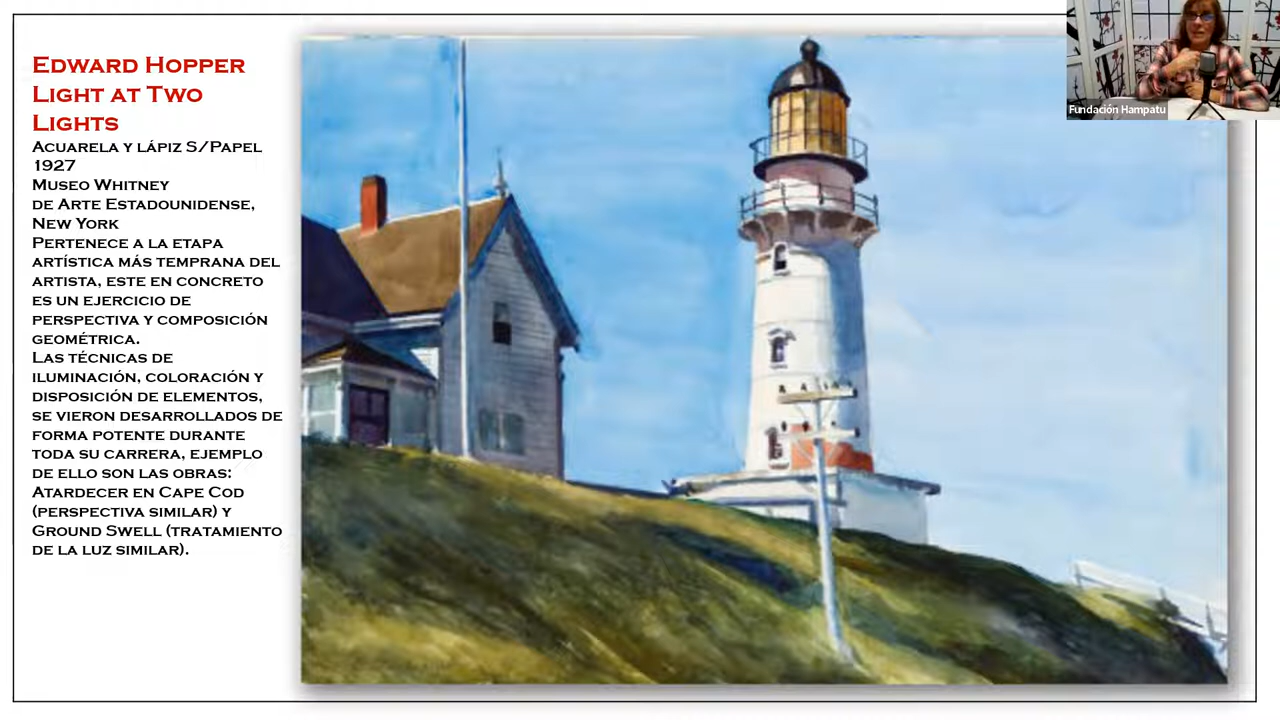 Edward Hopper
Light at Two
Lights
Acuarela y lápiz S/Papel
1927
Museo Whitney
de Arte Estadounidense,
New York
Pertenece a la etapa
artística más temprana del
artista, este en concreto
es un ejercicio de
perspectiva y composición
geométrica.
Las técnicas de
iluminación, coloración y
disposición de elementos,
se vieron desarrollados de
forma potente durante
toda su carrera, ejemplo
de ello son las obras:
Atardecer en Cape Cod
(perspectiva similar) y
Ground Swell (tratamiento
de la luz similar).
Fundación Hampatu